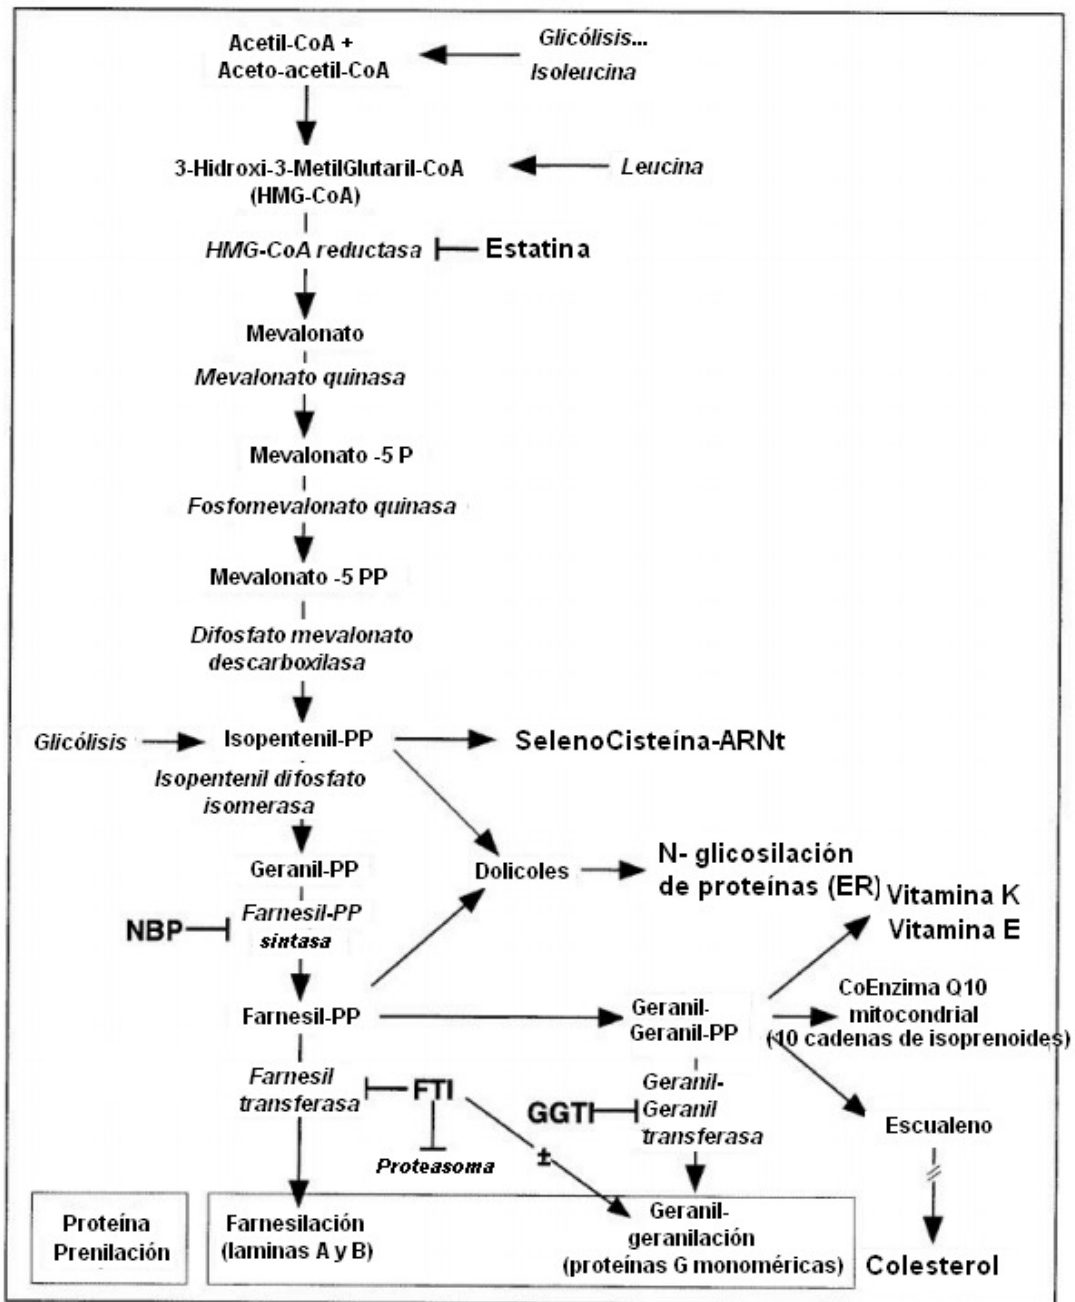 Acetil-CoA +
Aceto-acetil-CoA
Glicólisis...
Isoleucina
3-Hidroxi-3-MetilGlutaril-CoA
(HMG-CoA)
Leucina
HMG-CoA reductasa
Estatina
Mevalonato
Mevalonato quinasa
Mevalonato -5 P
Fosfomevalonato quinasa
Mevalonato -5 PP
Difosfato mevalonato
descarboxilasa
Glicólisis
Isopentenil-PP
SelenoCisteína-ARNt
Isopentenil difosfato
isomerasa
Geranil-PP
Dolicoles
N- glicosilación
de proteínas (ER)
Vitamina K
Vitamina E
NBP
Farnesil-PP
sintasa
Farnesil-PP
Geranil-
Geranil-PP
CoEnzima Q10
mitocondrial
(10 cadenas de isoprenoides)
Farnesil
transferasa
FTI
GGTI
Geranil-
Geranil
transferasa
Escualeno
Proteasoma
±
Proteína
Prenilación
Farnesilación
(laminas A y B)
Geranil-
geranilación
(proteínas G monoméricas)
Colesterol